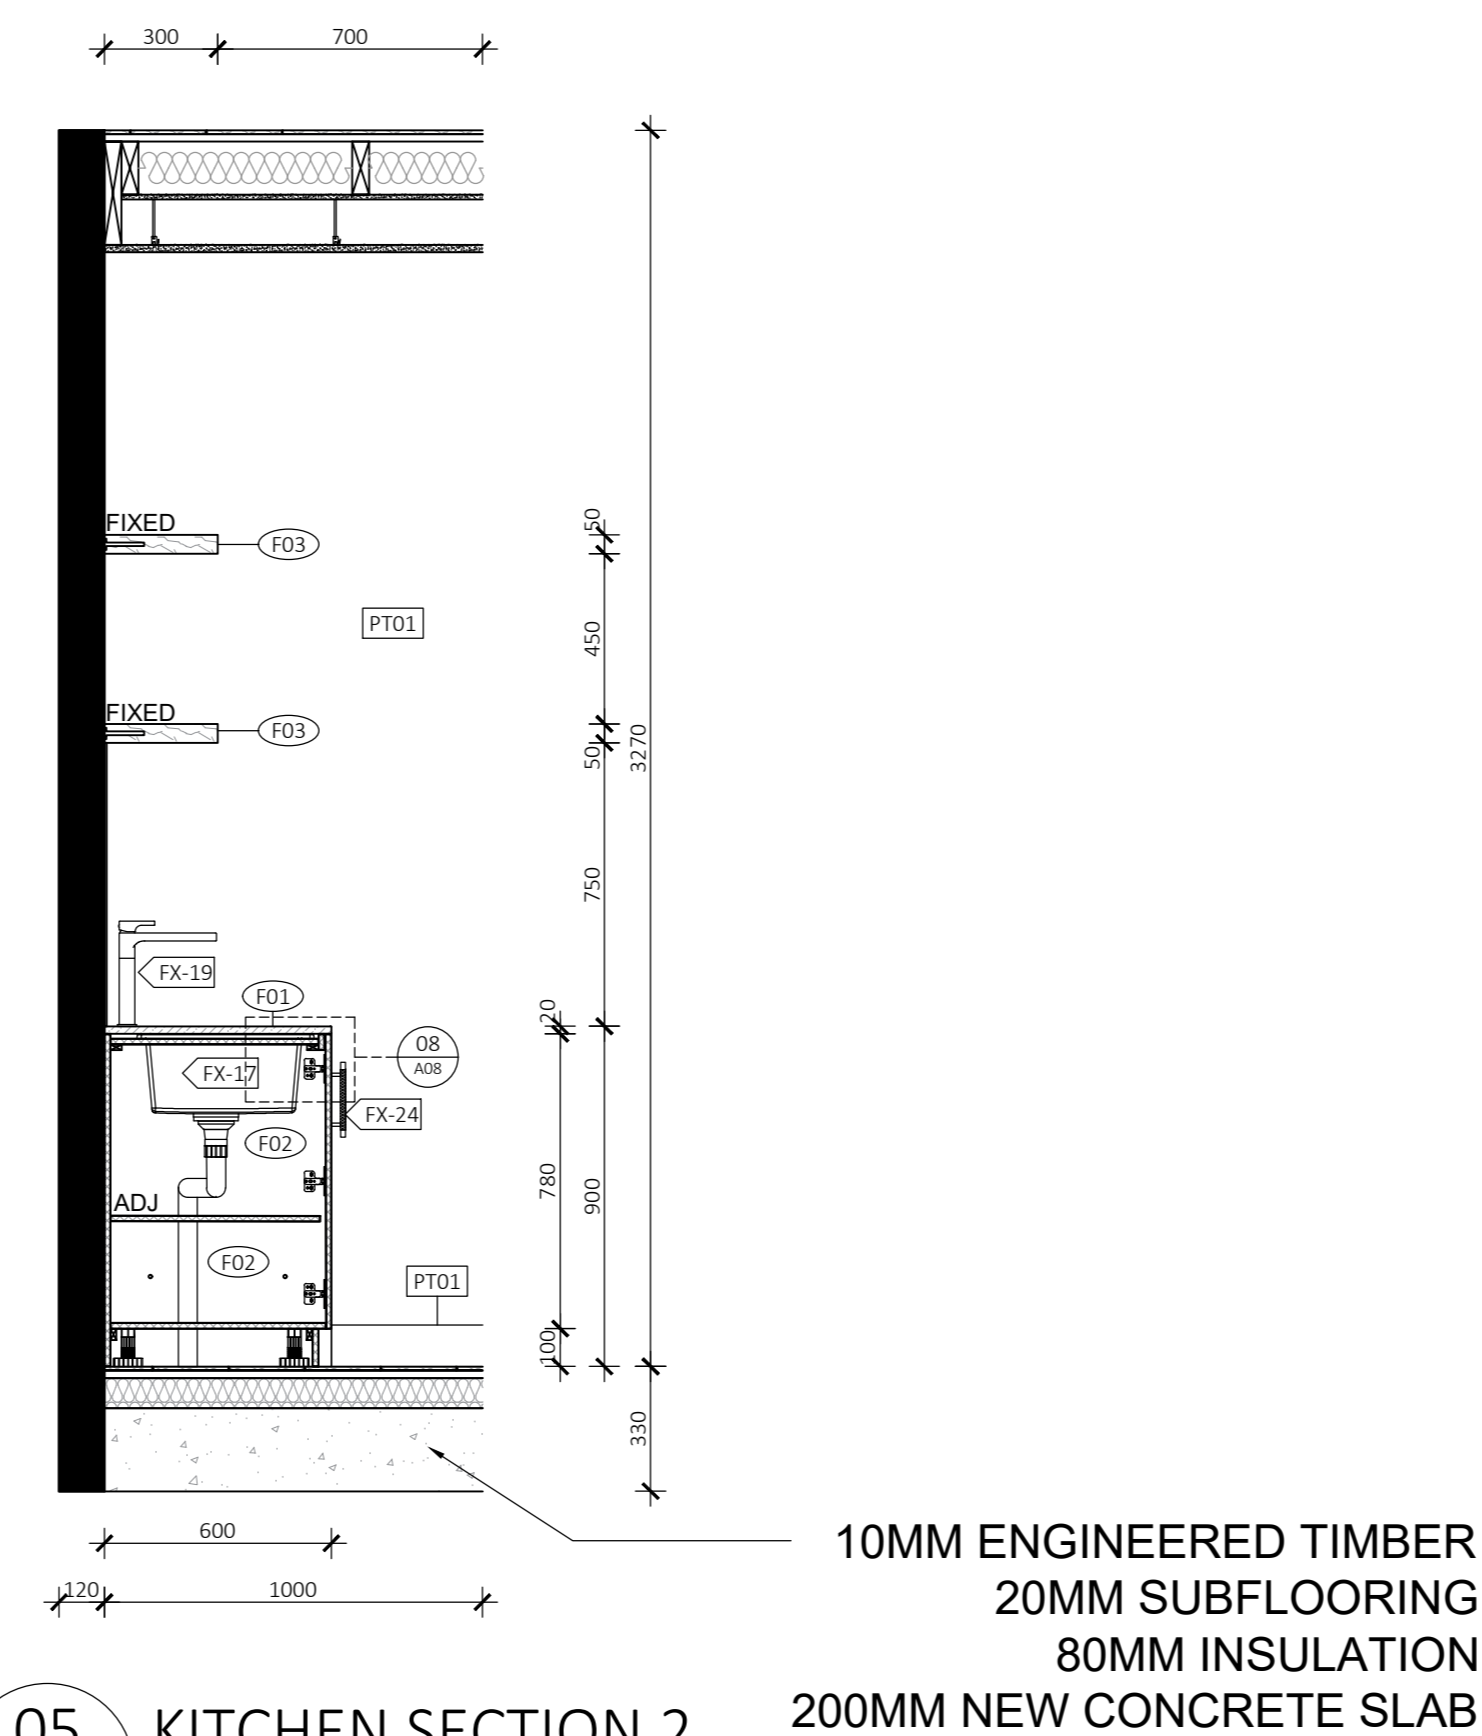 300
700
FIXED
F03
50
PT01
450
FIXED
F03
50
3270
750
FX-19
F01
20
08
A08
FX-17
FX-24
F02
780
900
ADJ
F02
PT01
100
330
600
120
1000
10MM ENGINEERED TIMBER
20MM SUBFLOORING
80MM INSULATION
200MM NEW CONCRETE SLAB
05
KITCHEN SECTION 2